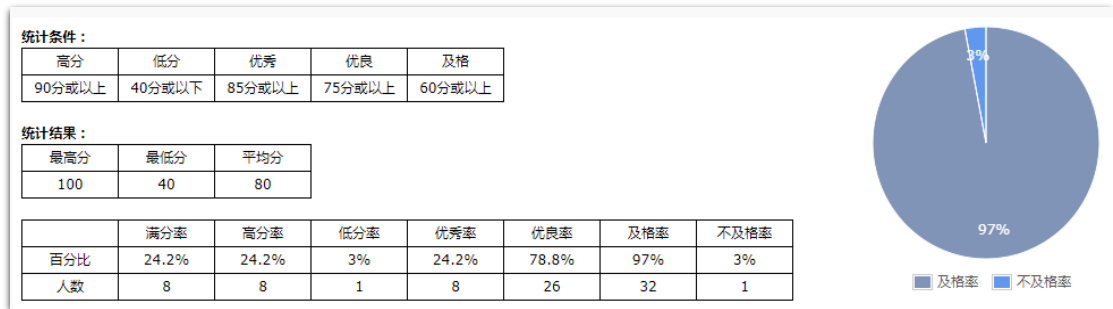 统计条件：
高分 低分 优秀 优良 及格
90分或以上 40分或以下 85分或以上 75分或以上 60分或以上
统计结果：
最高分 最低分 平均分
100 40 80
满分率 高分率 低分率 优秀率 优良率 及格率 不及格率
百分比 24.2% 24.2% 3% 24.2% 78.8% 97% 3%
人数 8 8 1 8 26 32 1
3%
97%
及格率 不及格率